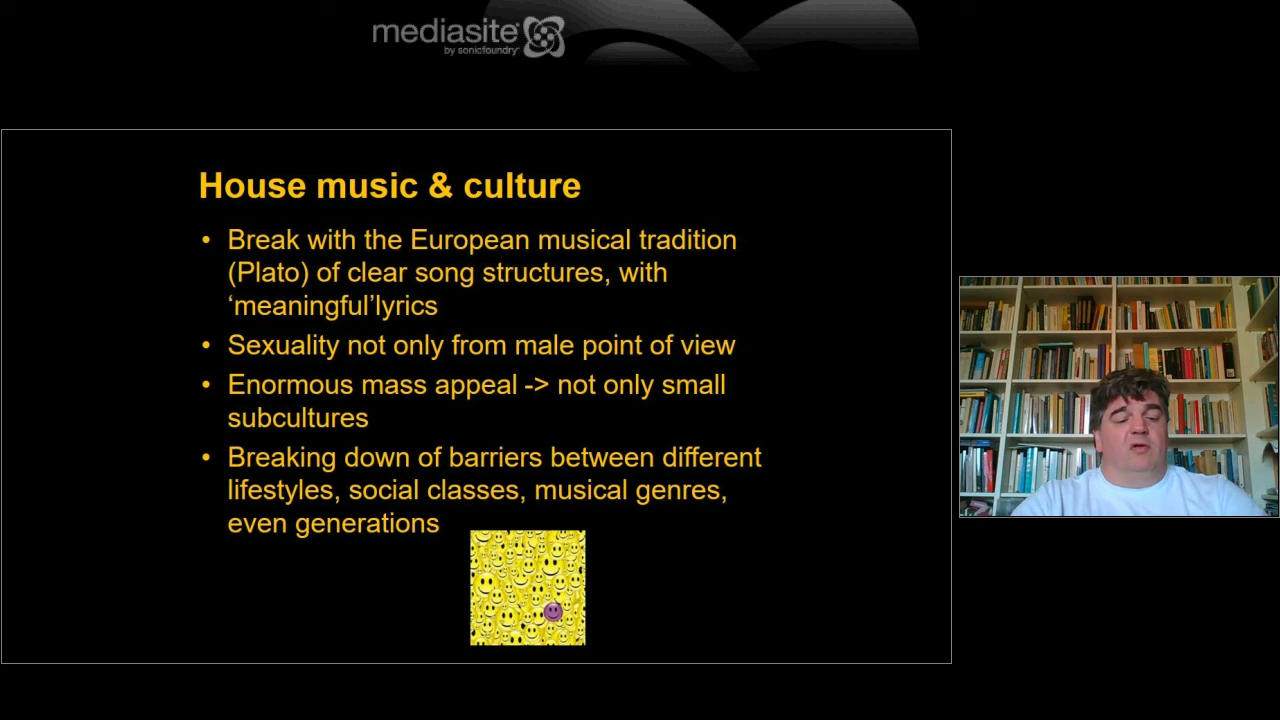 mediasite
by sonicfoundry
House music & culture
• Break with the European musical tradition
(Plato) of clear song structures, with
‘meaningful’lyrics
• Sexuality not only from male point of view
• Enormous mass appeal -> not only small
subcultures
• Breaking down of barriers between different
lifestyles, social classes, musical genres,
even generations